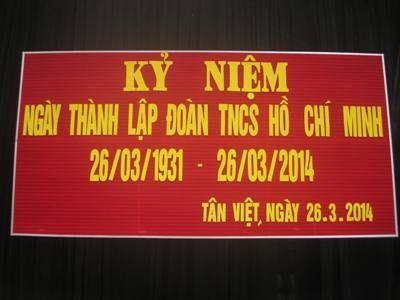 KỶ NIỆM
NGÀY THÀNH LẬP ĐOÀN TNCS HỒ CHÍ MINH
26/03/1931 - 26/03/2014
TÂN VIỆT, NGÀY 26.3.2014